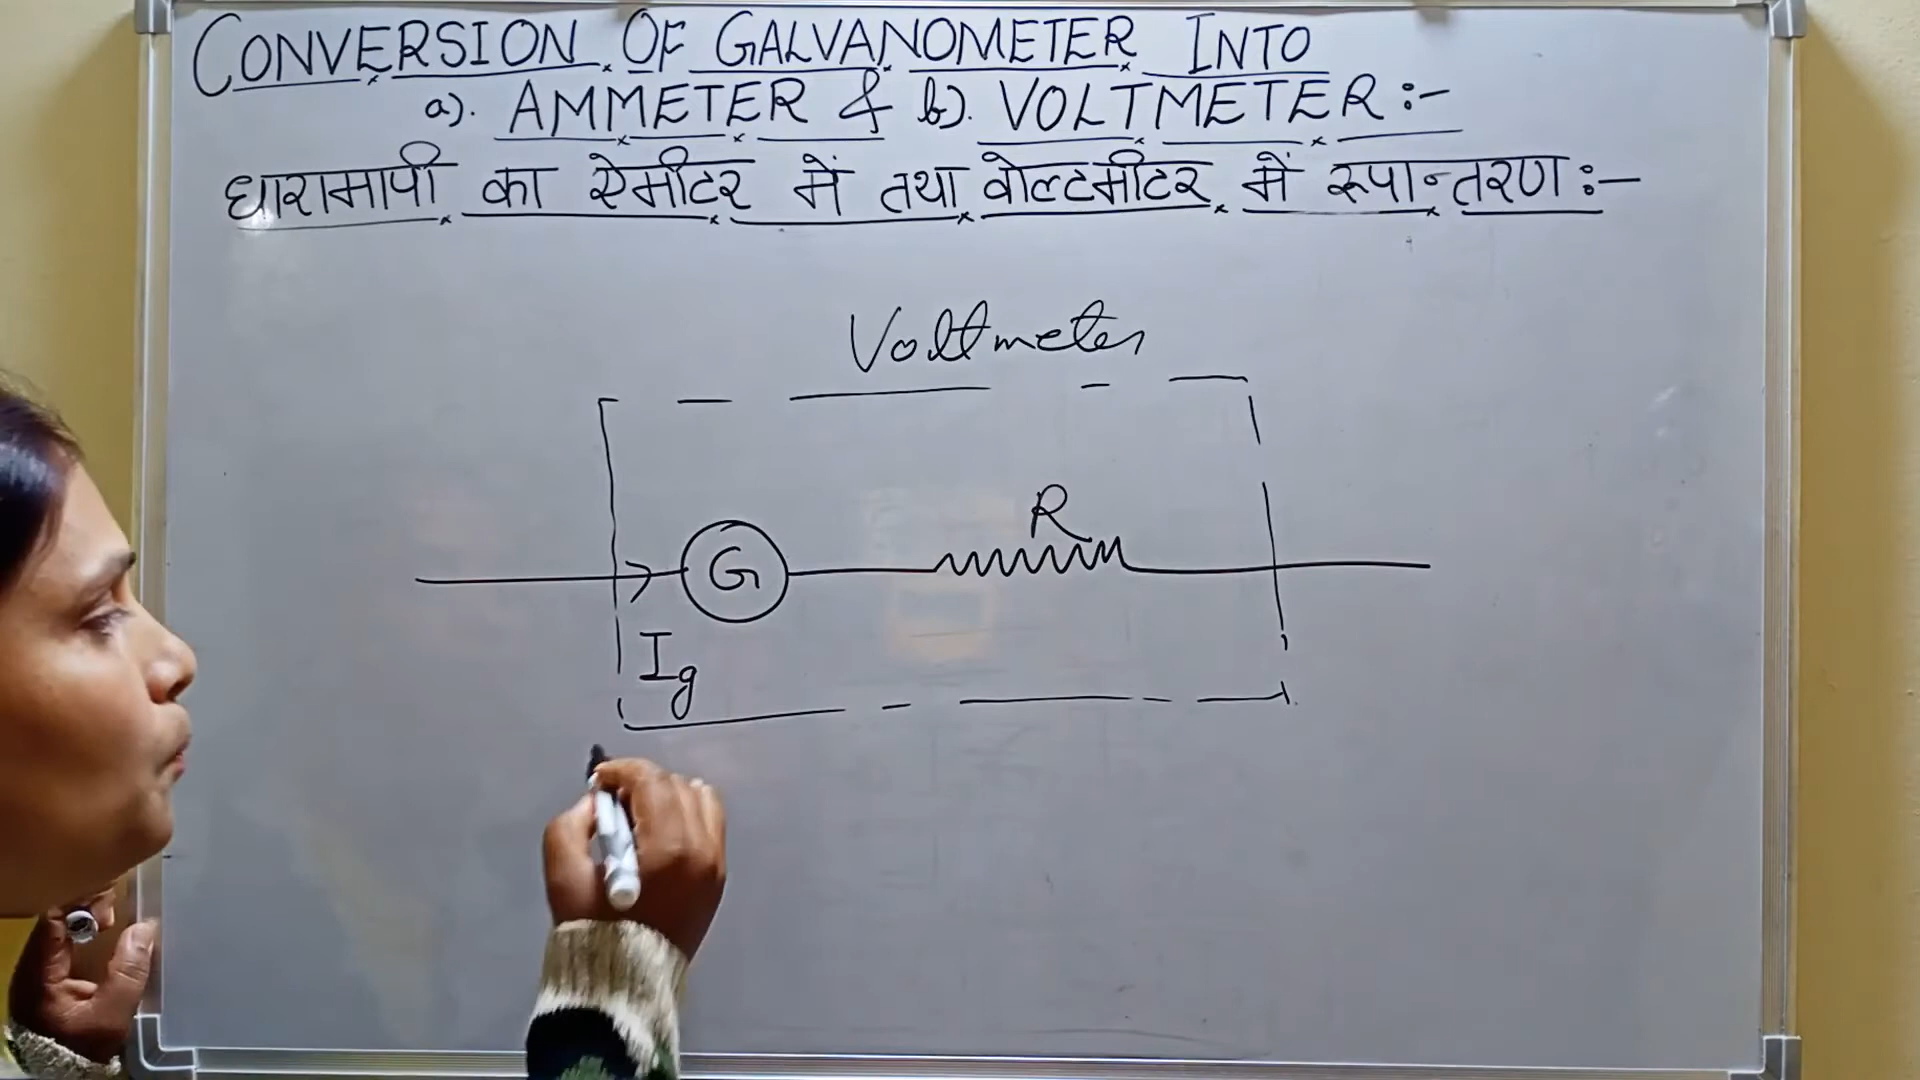 CONVERSION OF GALVANOMETER INTO
a). AMMETER & b). VOLTMETER :-
धारामापी का ऐमीटर में तथा वोल्टमीटर में रूपान्तरण :-
Voltmeter
R
G
Ig